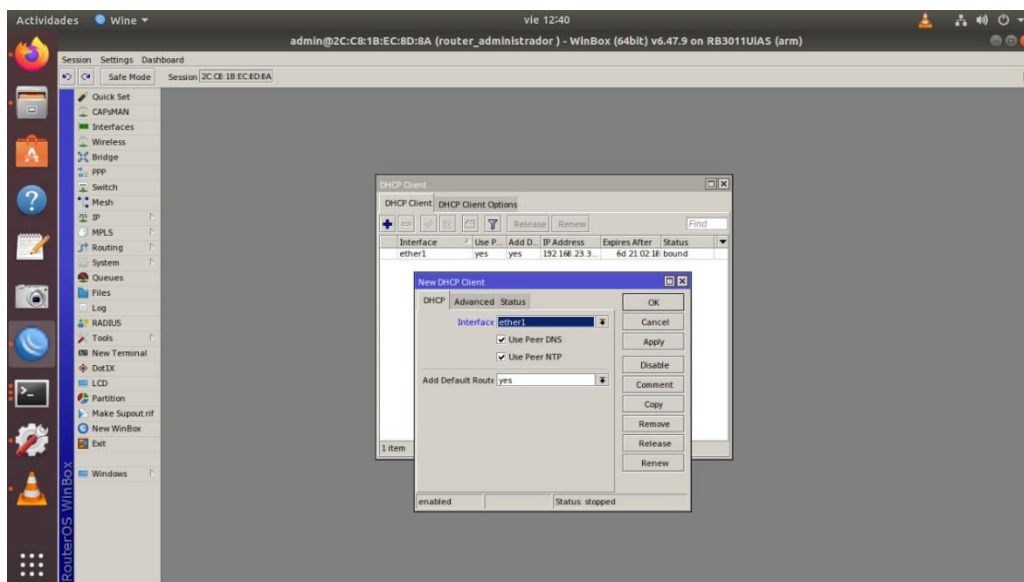 Actividades Wine vie 12:40
admin@2C:C8:1B:EC:8D:8A (router_administrador ) - WinBox (64bit) v6.47.9 on RB3011UiAS (arm)
Session Settings Dashboard
Safe Mode Session 2C:C8:1B:EC:8D:8A
Quick Set
CAPsMAN
Interfaces
Wireless
Bridge
PPP
Switch
Mesh
IP
MPLS
Routing
System
Queues
Files
Log
RADIUS
Tools
New Terminal
Dot1X
LCD
Partition
Make Supout.rif
New WinBox
Exit
Windows
RouterOS WinBox
DHCP Client
DHCP Client DHCP Client Options
Release Renew Find
Interface Use P... Add D... IP Address Expires After Status
ether1 yes yes 192.168.23.3... 6d 21:02:18 bound
1 item
New DHCP Client
DHCP Advanced Status
Interface ether1
Use Peer DNS
Use Peer NTP
Add Default Route yes
OK
Cancel
Apply
Disable
Comment
Copy
Remove
Release
Renew
enabled Status: stopped